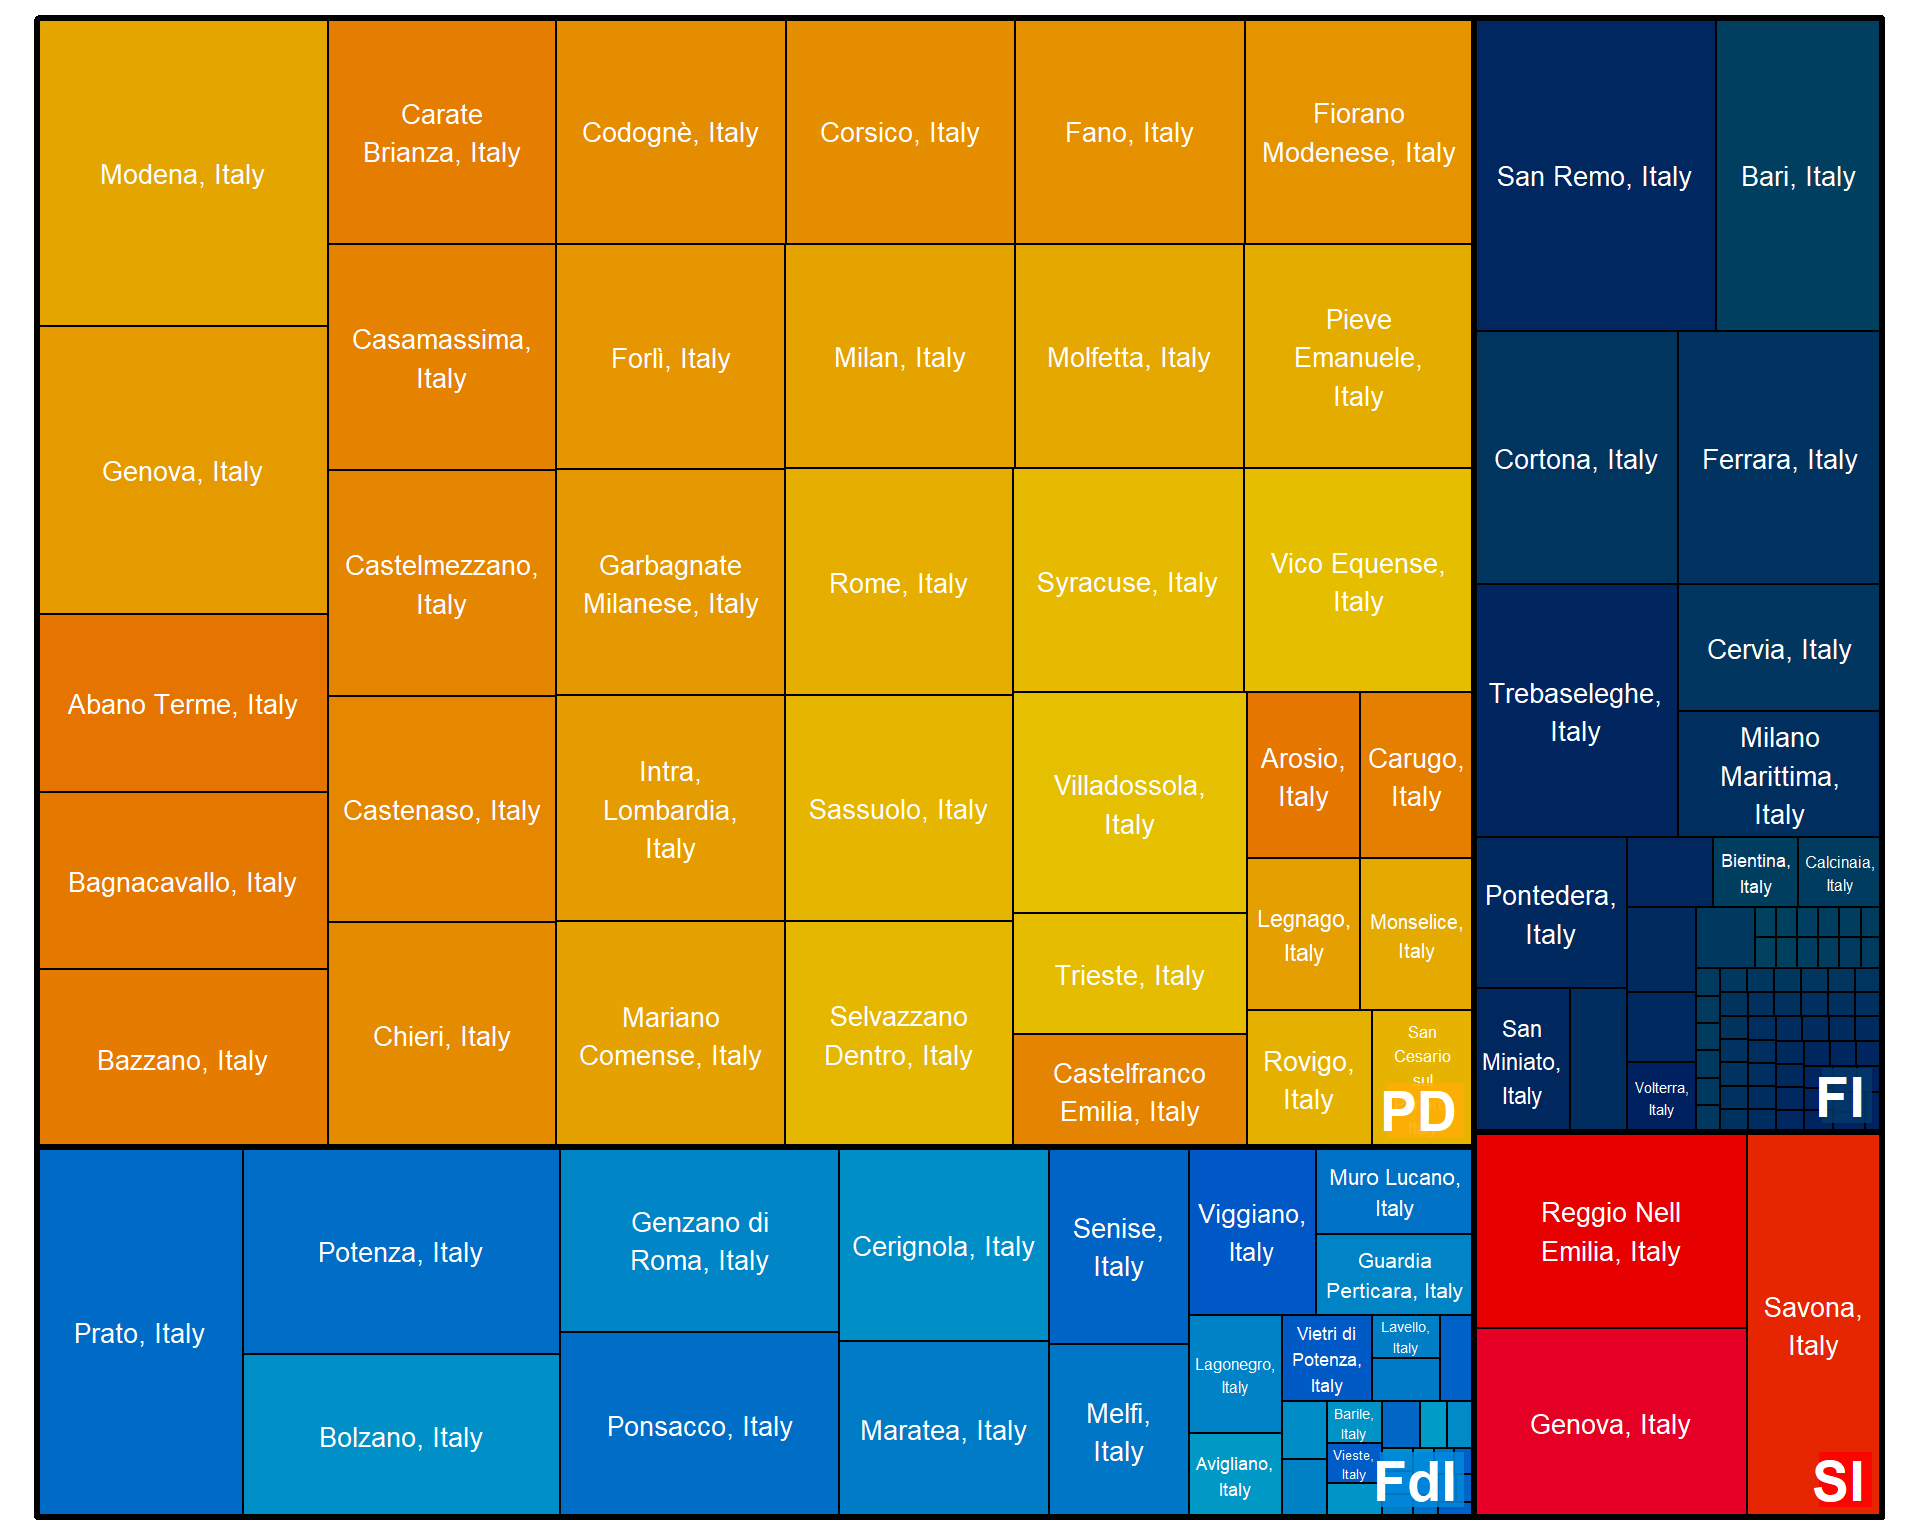 Modena, Italy
Genova, Italy
Abano Terme, Italy
Bagnacavallo, Italy
Bazzano, Italy
Carate
Brianza, Italy
Casamassima,
Italy
Castelmezzano,
Italy
Castenaso, Italy
Chieri, Italy
Codognè, Italy
Forlì, Italy
Garbagnate
Milanese, Italy
Intra,
Lombardia,
Italy
Mariano
Comense, Italy
Corsico, Italy
Milan, Italy
Rome, Italy
Sassuolo, Italy
Selvazzano
Dentro, Italy
Fano, Italy
Molfetta, Italy
Syracuse, Italy
Villadossola,
Italy
Trieste, Italy
Castelfranco
Emilia, Italy
Fiorano
Modenese, Italy
Pieve
Emanuele,
Italy
Vico Equense,
Italy
Arosio,
Italy
Carugo,
Italy
Legnago,
Italy
Monselice,
Italy
Rovigo,
Italy
San
Cesario
sul
PD
San Remo, Italy
Bari, Italy
Cortona, Italy
Ferrara, Italy
Trebaseleghe,
Italy
Cervia, Italy
Milano
Marittima,
Italy
Pontedera,
Italy
Bientina,
Italy
Calcinaia,
Italy
San
Miniato,
Italy
Volterra,
Italy
FI
Prato, Italy
Potenza, Italy
Bolzano, Italy
Genzano di
Roma, Italy
Ponsacco, Italy
Cerignola, Italy
Maratea, Italy
Senise,
Italy
Melfi,
Italy
Viggiano,
Italy
Muro Lucano,
Italy
Guardia
Perticara, Italy
Lagonegro,
Italy
Avigliano,
Italy
Vietri di
Potenza,
Italy
Lavello,
Italy
Barile,
Italy
Vieste,
Italy
FdI
Reggio Nell
Emilia, Italy
Genova, Italy
Savona,
Italy
SI